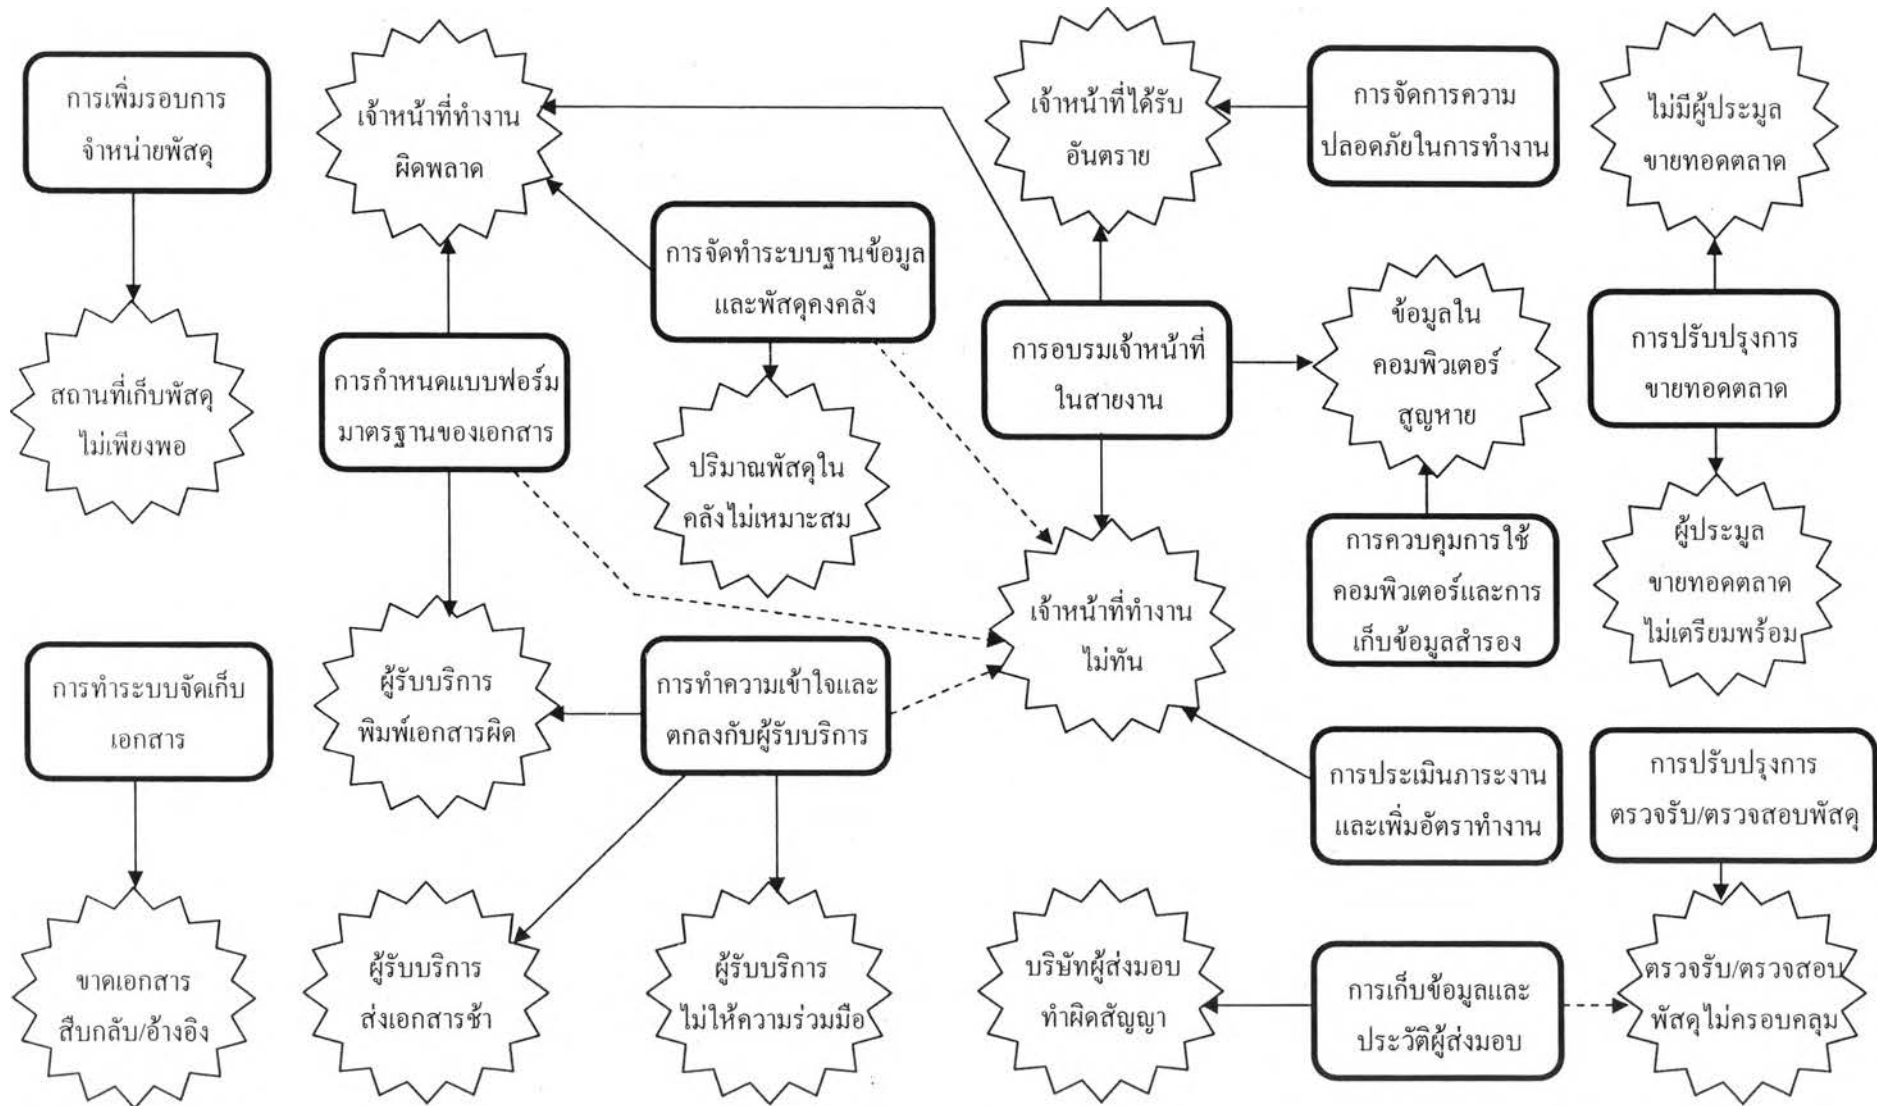 การเพิ่มรอบการ
จำหน่ายพัสดุ
เจ้าหน้าที่ทำงาน
ผิดพลาด
เจ้าหน้าที่ได้รับ
อันตราย
การจัดการความ
ปลอดภัยในการทำงาน
ไม่มีผู้ประมูล
ขายทอดตลาด
การจัดทำระบบฐานข้อมูล
และพัสดุคงคลัง
สถานที่เก็บพัสดุ
ไม่เพียงพอ
การกำหนดแบบฟอร์ม
มาตรฐานของเอกสาร
การอบรมเจ้าหน้าที่
ในสายงาน
ข้อมูลใน
คอมพิวเตอร์
สูญหาย
การปรับปรุงการ
ขายทอดตลาด
ปริมาณพัสดุใน
คลังไม่เหมาะสม
เจ้าหน้าที่ทำงาน
ไม่ทัน
การควบคุมการใช้
คอมพิวเตอร์และการ
เก็บข้อมูลสำรอง
ผู้ประมูล
ขายทอดตลาด
ไม่เตรียมพร้อม
การทำระบบจัดเก็บ
เอกสาร
ผู้รับบริการ
พิมพ์เอกสารผิด
การทำความเข้าใจและ
ตกลงกับผู้รับบริการ
การประเมินภาระงาน
และเพิ่มอัตราทำงาน
การปรับปรุงการ
ตรวจรับ/ตรวจสอบพัสดุ
ขาดเอกสาร
สืบกลับ/อ้างอิง
ผู้รับบริการ
ส่งเอกสารช้า
ผู้รับบริการ
ไม่ให้ความร่วมมือ
บริษัทผู้ส่งมอบ
ทำผิดสัญญา
การเก็บข้อมูลและ
ประวัติผู้ส่งมอบ
ตรวจรับ/ตรวจสอบ
พัสดุไม่ครอบคลุม